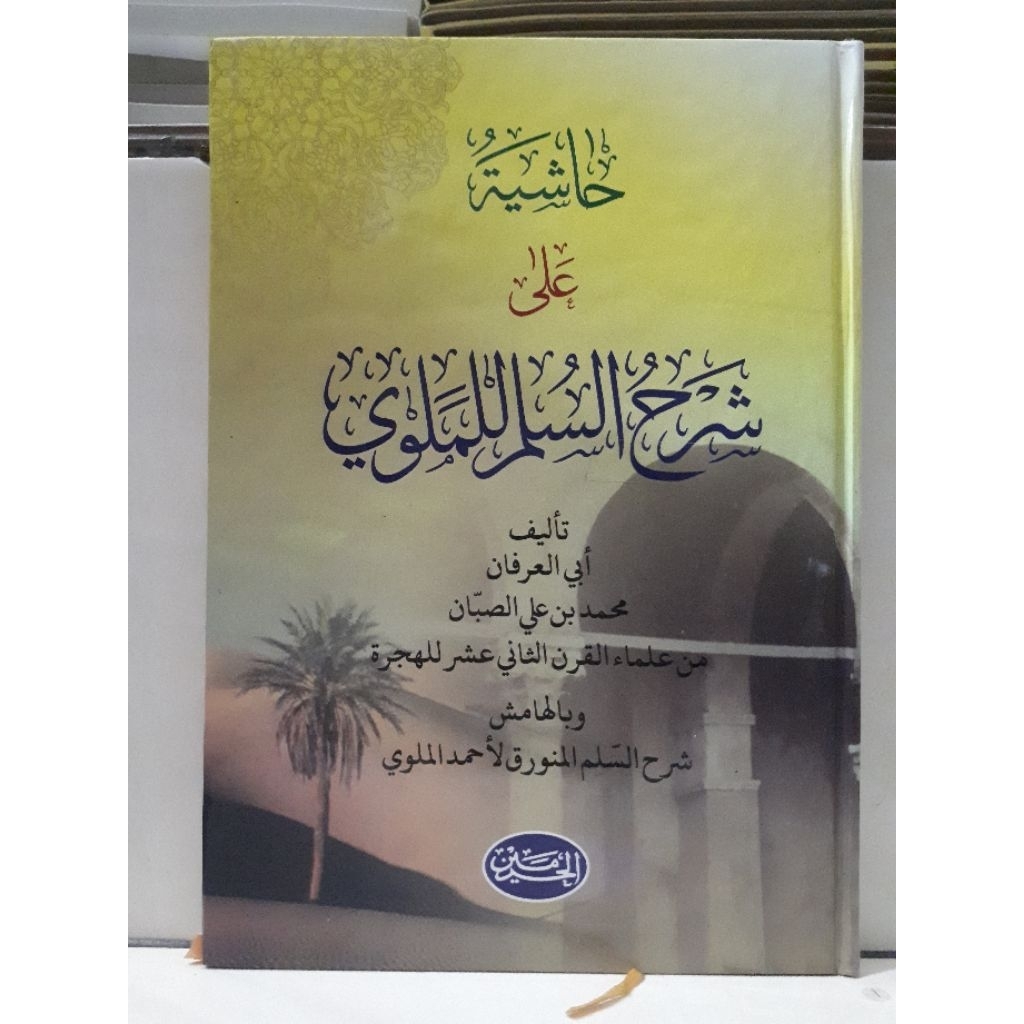 حاشية
على
شرح السلم للملوي
تأليف
أبي العرفان
محمد بن علي الصبّان
من علماء القرن الثاني عشر للهجرة
وبالهامش
شرح السّلم المنورق لأحمد الملوي
الحرمين